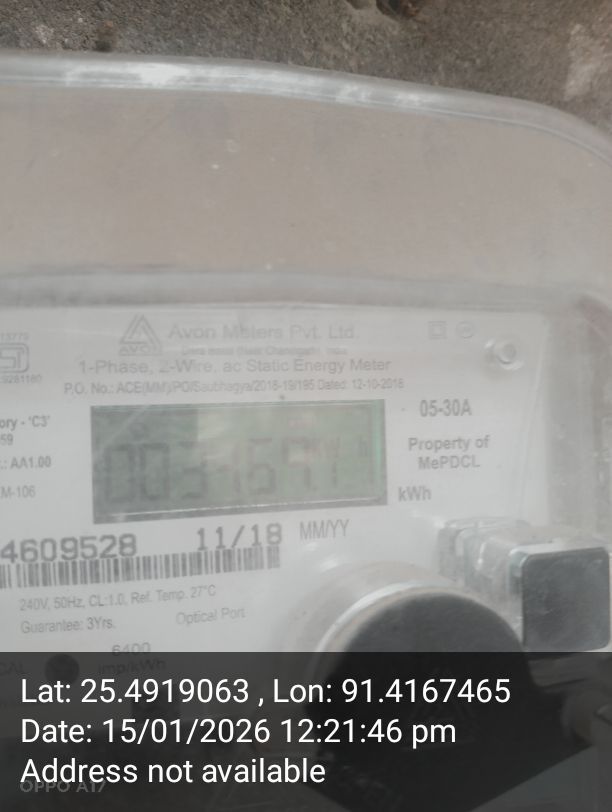 Avon Meters Pvt. Ltd.
AVON
1-Phase, 2-Wire, ac Static Energy Meter
P.O. No.: ACE(MM)/PO/Saubhagya/2018-19/195 Dated: 12-10-2018
ory - 'C3'
59
.: AA1.00
M-106
kW h
05-30A
Property of
MePDCL
kWh
4609528
11/18 MM/YY
240V, 50Hz, CL:1.0, Ref. Temp. 27°C
Guarantee: 3Yrs.
Optical Port
6400
imp/kWh
CAL
Lat: 25.4919063 , Lon: 91.4167465
Date: 15/01/2026 12:21:46 pm
Address not available
OPPO A17